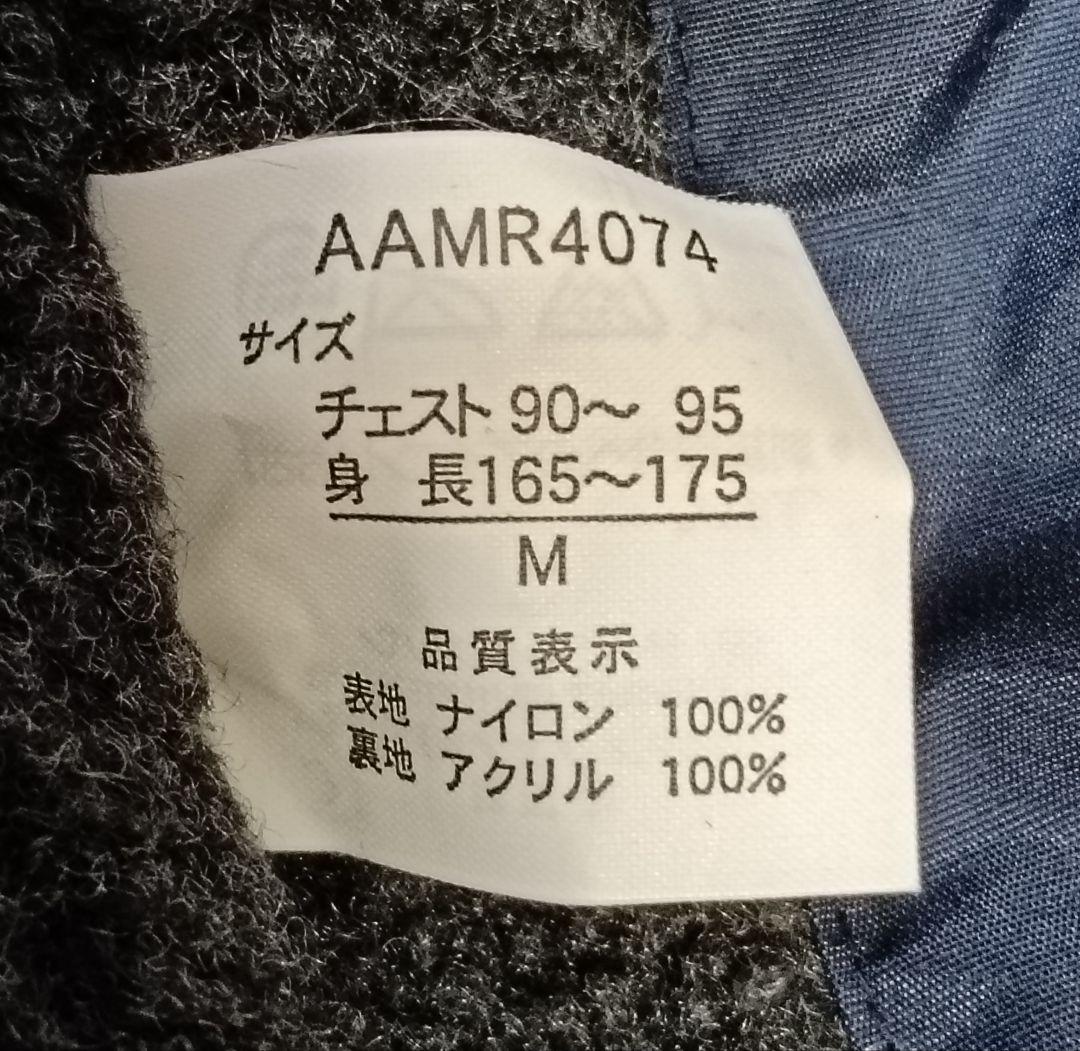 AAMR4074
サイズ
チェスト 90～ 95
身 長165～175
M
品質表示
表地 ナイロン 100%
裏地 アクリル 100%